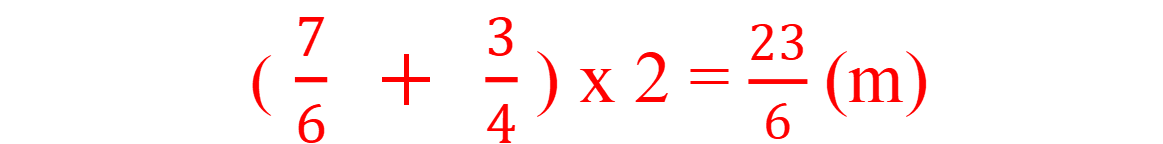 ( 7/6 + 3/4 ) x 2 = 23/6 (m)